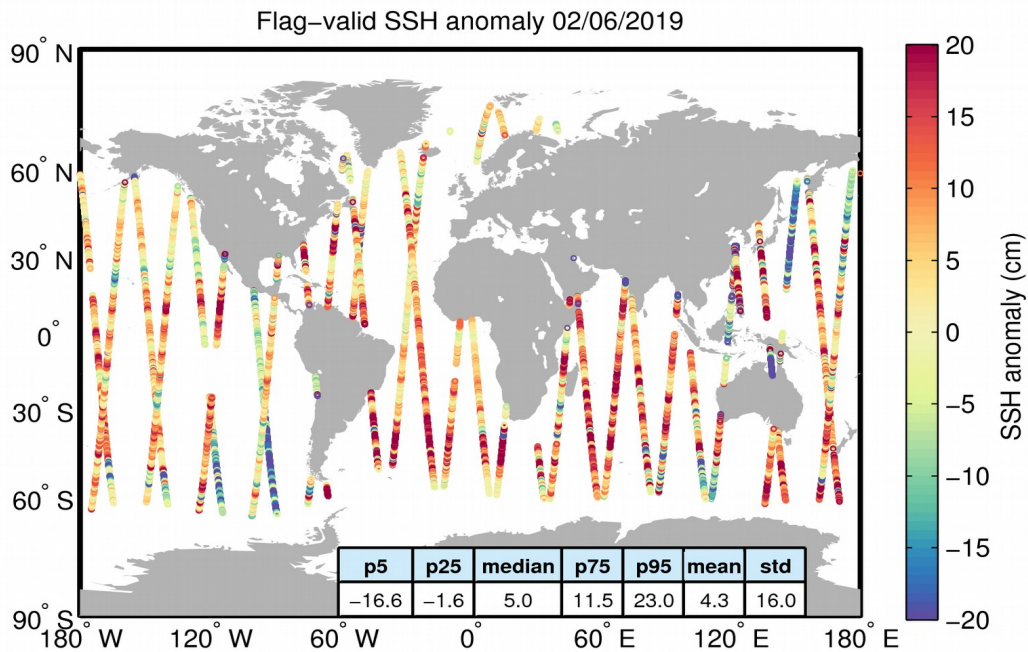 Flag−valid SSH anomaly 02/06/2019
90° N
60° N
30° N
0°
30° S
60° S
90° S
180° W 120° W 60° W 0° 60° E 120° E 180° E
p5 p25 median p75 p95 mean std
−16.6 −1.6 5.0 11.5 23.0 4.3 16.0
20
15
10
5
0
−5
−10
−15
−20
SSH anomaly (cm)